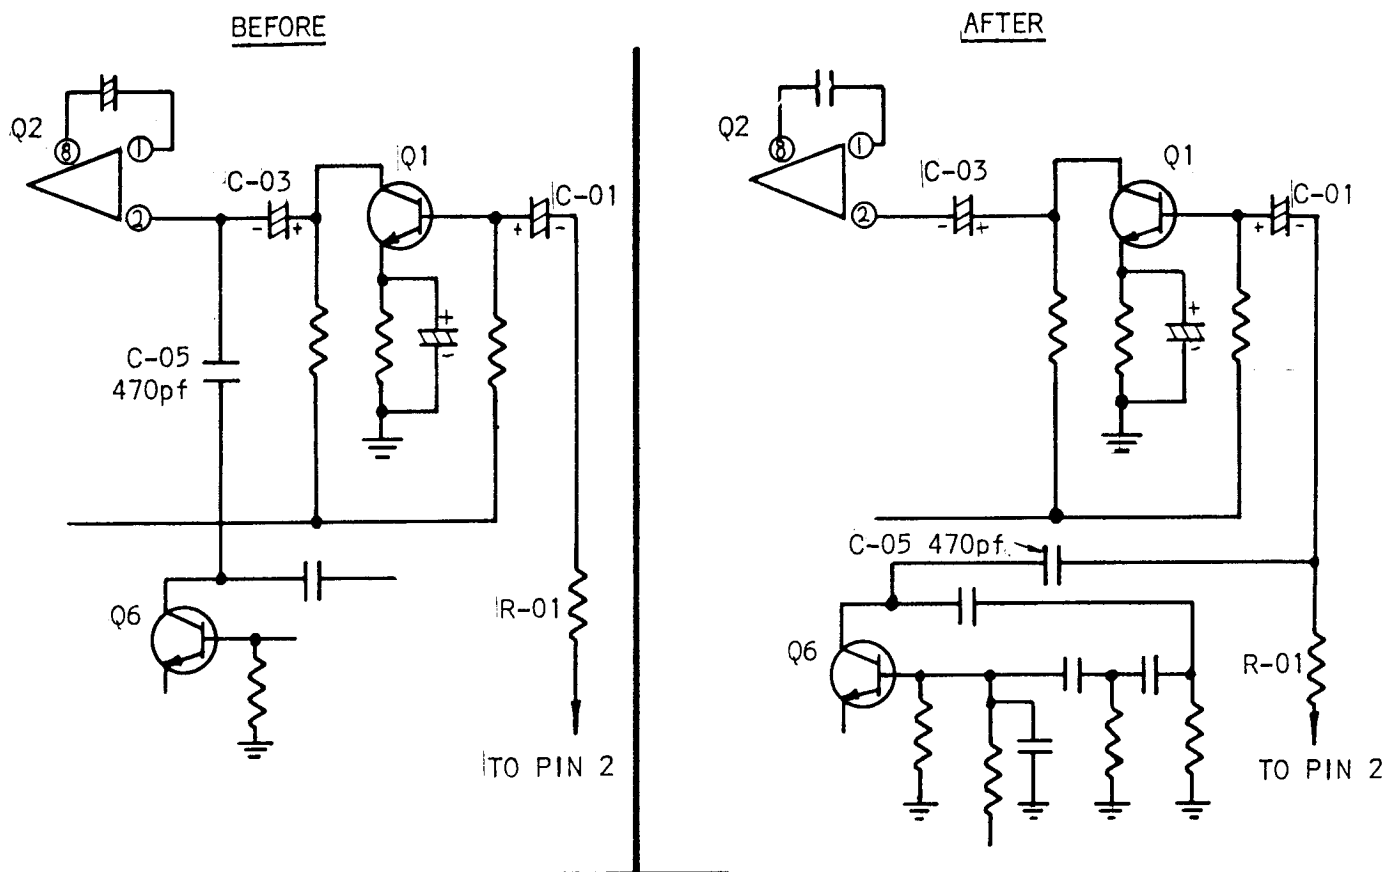 BEFORE
Q2
8
1
2
C-03
- +
Q1
C-01
+ -
+
-
C-05
470pf
Q6
R-01
TO PIN 2
AFTER
Q2
8
1
2
C-03
- +
Q1
C-01
+ -
+
-
C-05 470pf
Q6
R-01
TO PIN 2